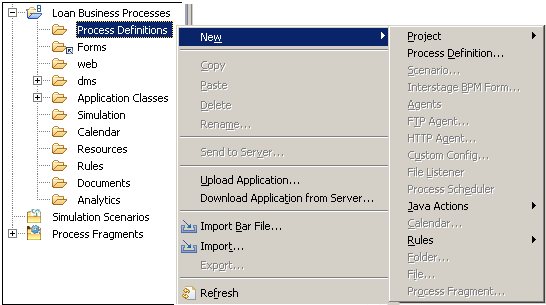 Loan Business Processes
Process Definitions
Forms
web
dms
Application Classes
Simulation
Calendar
Resources
Rules
Documents
Analytics
Simulation Scenarios
Process Fragments
New
Copy
Paste
Delete
Rename...
Send to Server...
Upload Application...
Download Application from Server...
Import Bar File...
Import...
Export...
Refresh
Project
Process Definition...
Scenario...
Interstage BPM Form...
Agents
FTP Agent...
HTTP Agent...
Custom Config...
File Listener
Process Scheduler
Java Actions
Calendar...
Rules
Folder...
File...
Process Fragment...